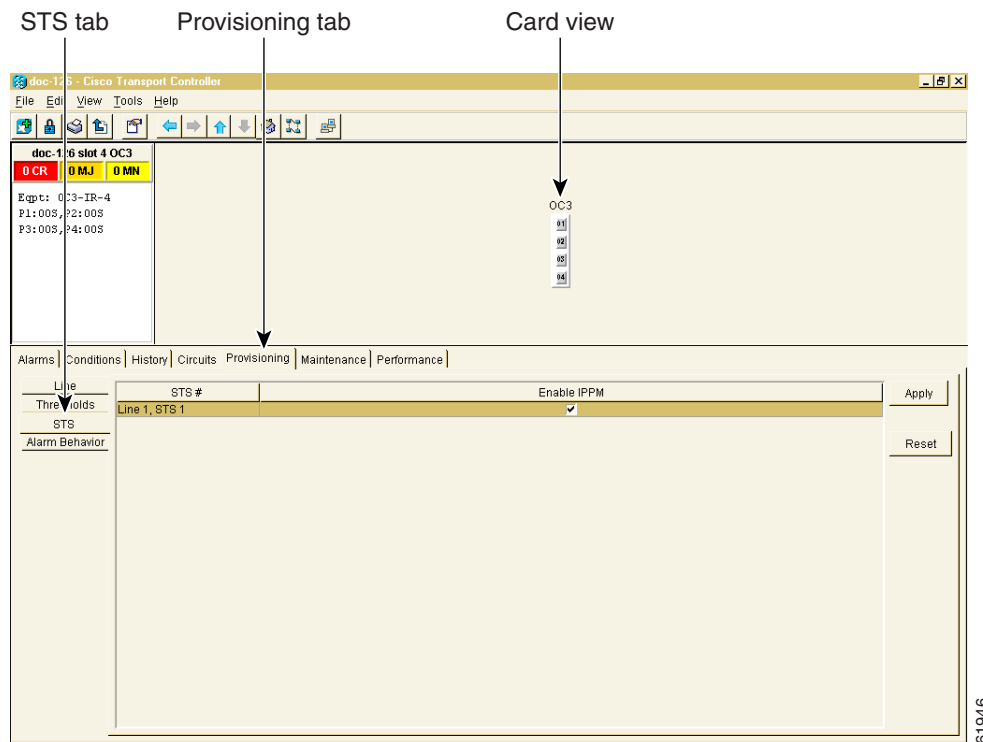 STS tab Provisioning tab Card view
doc-126 - Cisco Transport Controller
File Edit View Tools Help
doc-126 slot 4 OC3
0 CR 0 MJ 0 MN
Eqpt: OC3-IR-4
P1:OOS,P2:OOS
P3:OOS,P4:OOS
OC3
01
02
03
04
Alarms Conditions History Circuits Provisioning Maintenance Performance
Line
Thresholds
STS
Alarm Behavior
STS # Enable IPPM
Line 1, STS 1
Apply
Reset
61946